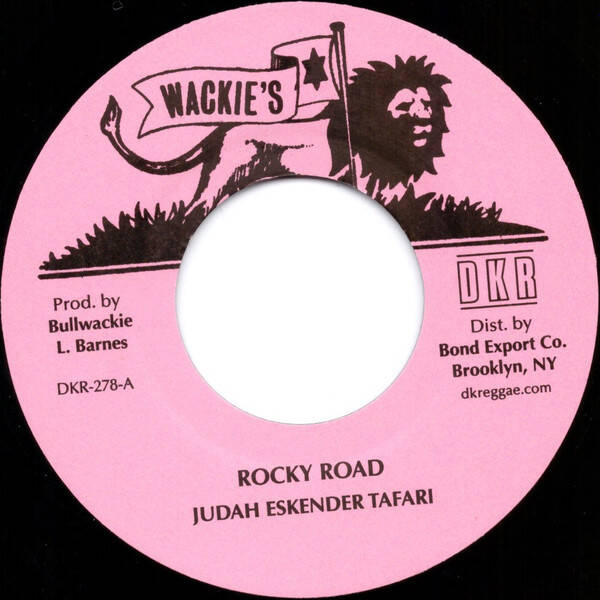 WACKIE'S
DKR
Prod. by
Bullwackie
L. Barnes
DKR-278-A
Dist. by
Bond Export Co.
Brooklyn, NY
dkreggae.com
ROCKY ROAD
JUDAH ESKENDER TAFARI